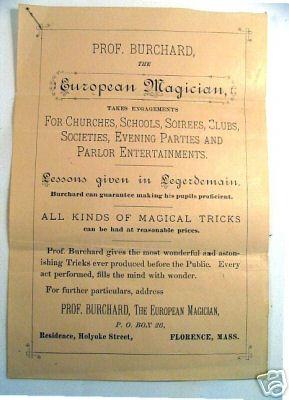 PROF. BURCHARD,
THE
European Magician,
TAKES ENGAGEMENTS
FOR CHURCHES, SCHOOLS, SOIREES, CLUBS,
SOCIETIES, EVENING PARTIES AND
PARLOR ENTERTAINMENTS.
Lessons given in Legerdemain.
Burchard can guarantee making his pupils proficient.
ALL KINDS OF MAGICAL TRICKS
can be had at reasonable prices.
Prof. Burchard gives the most wonderful and aston-
ishing Tricks ever produced before the Public. Every
act performed, fills the mind with wonder.
For further particulars, address
PROF. BURCHARD, THE EUROPEAN MAGICIAN,
P. O. BOX 26,
Residence, Holyoke Street, FLORENCE, MASS.